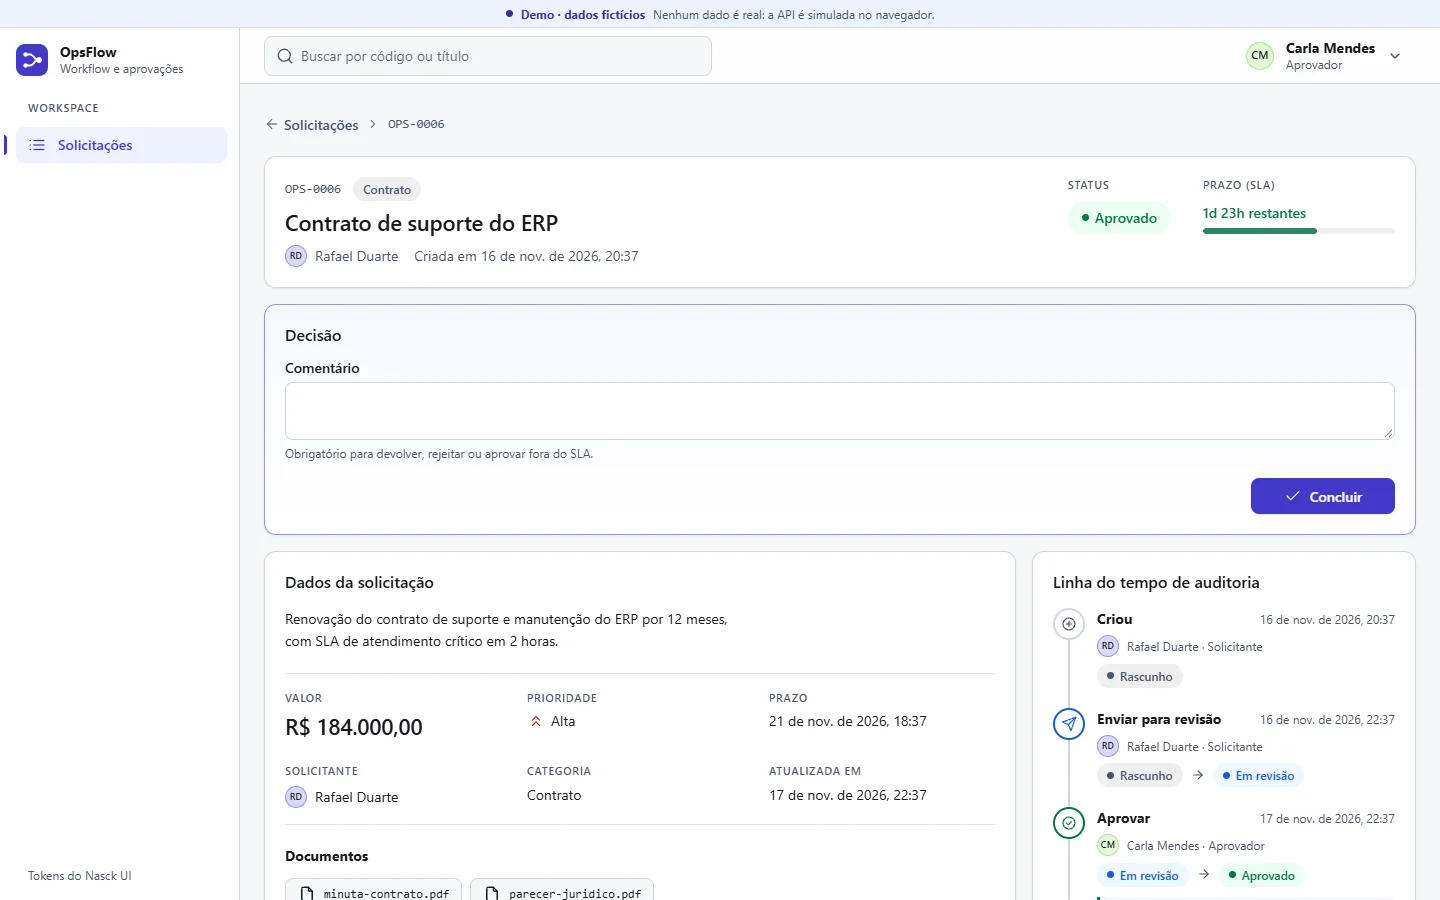 Demo · dados fictícios Nenhum dado é real: a API é simulada no navegador.
OpsFlow
Workflow e aprovações
Buscar por código ou título
CM
Carla Mendes
Aprovador
WORKSPACE
Solicitações
Solicitações
OPS-0006
OPS-0006
Contrato
Contrato de suporte do ERP
RD
Rafael Duarte
Criada em 16 de nov. de 2026, 20:37
STATUS
Aprovado
PRAZO (SLA)
1d 23h restantes
Decisão
Comentário
Obrigatório para devolver, rejeitar ou aprovar fora do SLA.
Concluir
Dados da solicitação
Renovação do contrato de suporte e manutenção do ERP por 12 meses,
com SLA de atendimento crítico em 2 horas.
VALOR
R$ 184.000,00
PRIORIDADE
Alta
PRAZO
21 de nov. de 2026, 18:37
SOLICITANTE
RD
Rafael Duarte
CATEGORIA
Contrato
ATUALIZADA EM
17 de nov. de 2026, 22:37
Documentos
minuta-contrato.pdf
parecer-juridico.pdf
Linha do tempo de auditoria
Criou
16 de nov. de 2026, 20:37
RD
Rafael Duarte · Solicitante
Rascunho
Enviar para revisão
16 de nov. de 2026, 22:37
RD
Rafael Duarte · Solicitante
Rascunho
Em revisão
Aprovar
17 de nov. de 2026, 22:37
CM
Carla Mendes · Aprovador
Em revisão
Aprovado
Tokens do Nasck UI